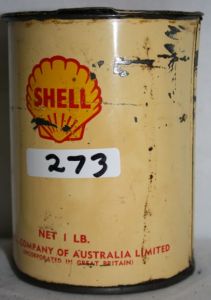 SHELL
273
NET 1 LB.
COMPANY OF AUSTRALIA LIMITED
(INCORPORATED IN GREAT BRITAIN)